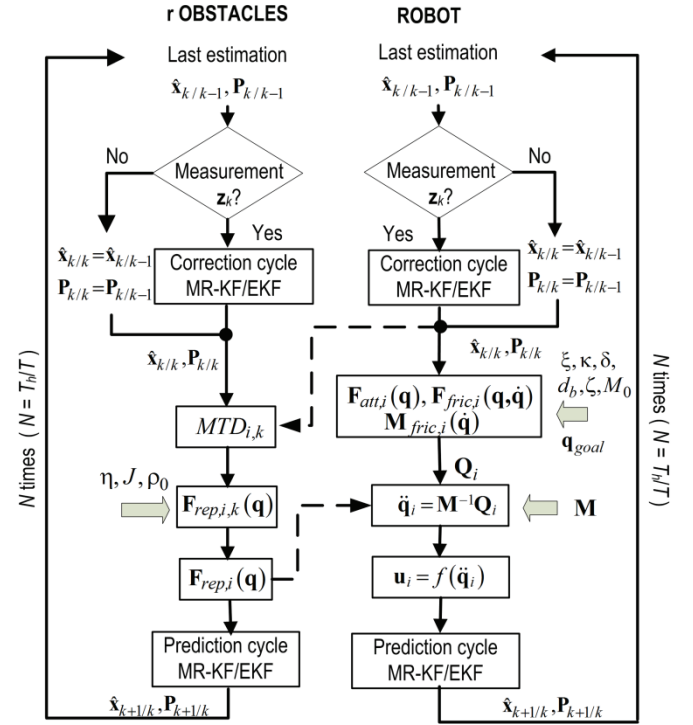 r OBSTACLES
Last estimation
x̂k/k−1, Pk/k−1
No
Measurement
zk?
Yes
x̂k/k=x̂k/k−1
Pk/k=Pk/k−1
Correction cycle
MR-KF/EKF
x̂k/k, Pk/k
MTDi,k
η, J, ρ0
Frep,i,k(q)
Frep,i(q)
Prediction cycle
MR-KF/EKF
x̂k+1/k, Pk+1/k
N times ( N = Th/T )
ROBOT
Last estimation
x̂k/k−1, Pk/k−1
No
Measurement
zk?
Yes
x̂k/k=x̂k/k−1
Pk/k=Pk/k−1
Correction cycle
MR-KF/EKF
x̂k/k, Pk/k
ξ, κ, δ,
db, ζ, M0
Fatt,i(q), Ffric,i(q,q̇)
Mfric,i(q̇)
qgoal
Qi
q̈i = M−1Qi
M
ui = f(q̈i)
Prediction cycle
MR-KF/EKF
x̂k+1/k, Pk+1/k
N times ( N = Th/T )